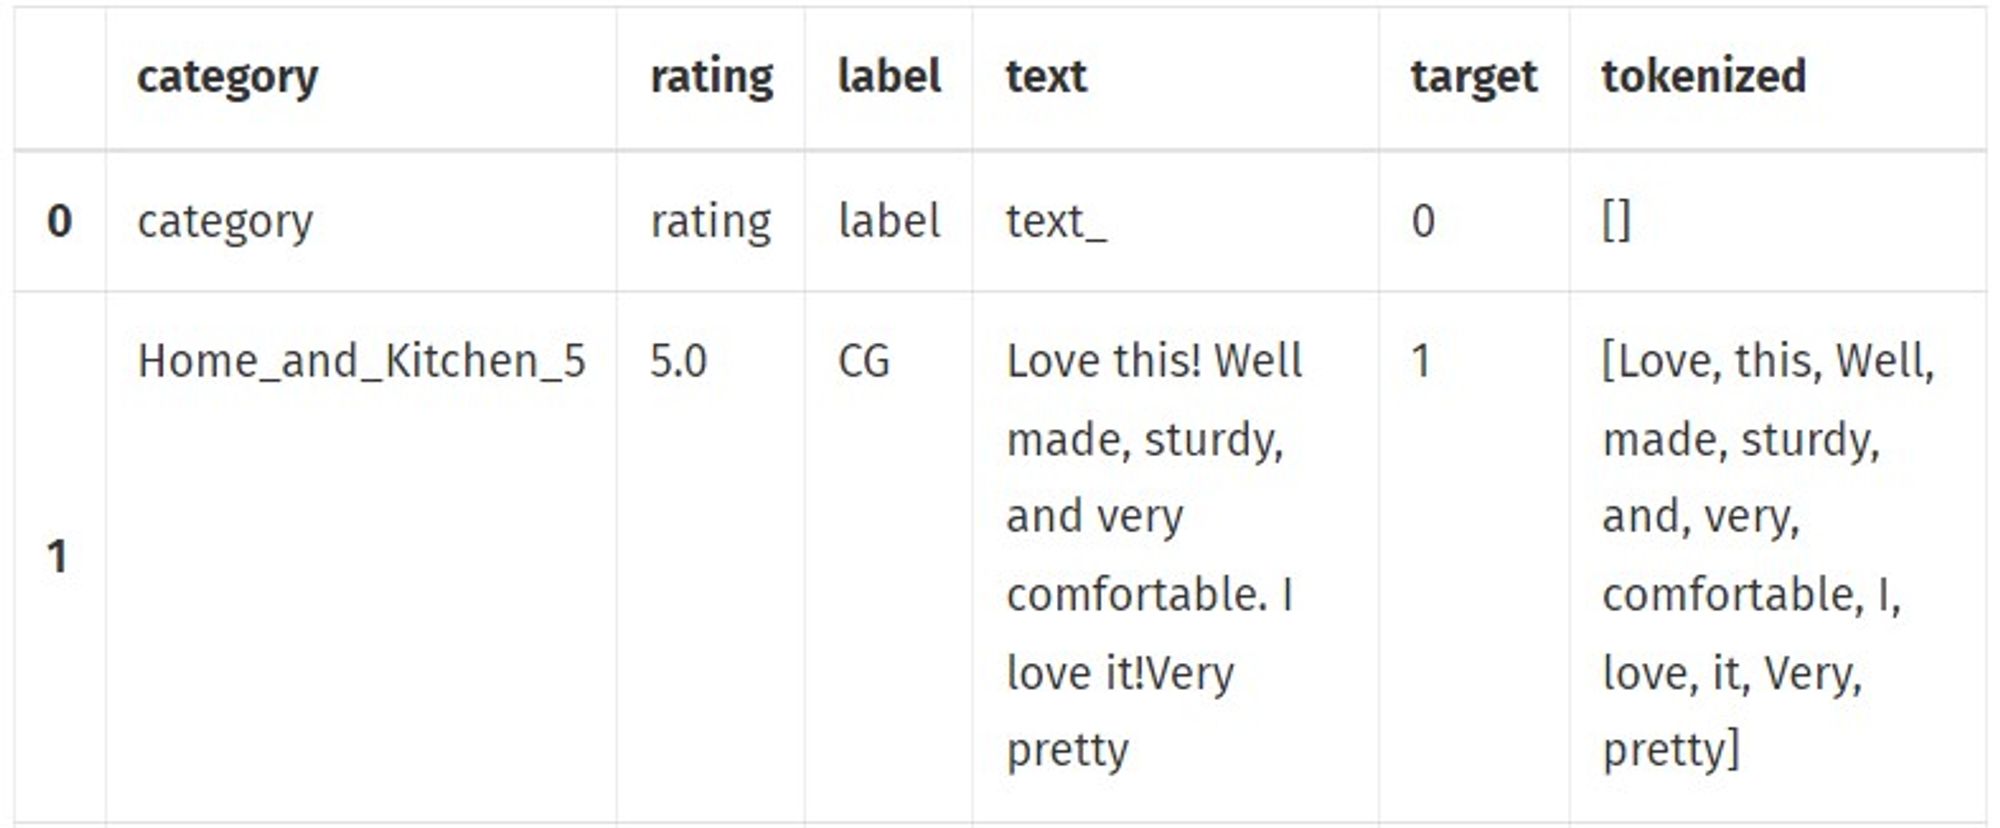 category rating label text target tokenized
0 category rating label text_ 0 []
Home_and_Kitchen_5 5.0 CG Love this! Well 1 [Love, this, Well,
made, sturdy, made, sturdy,
and very and, very,
1
comfortable. I comfortable, I,
love it!Very love, it, Very,
pretty pretty]